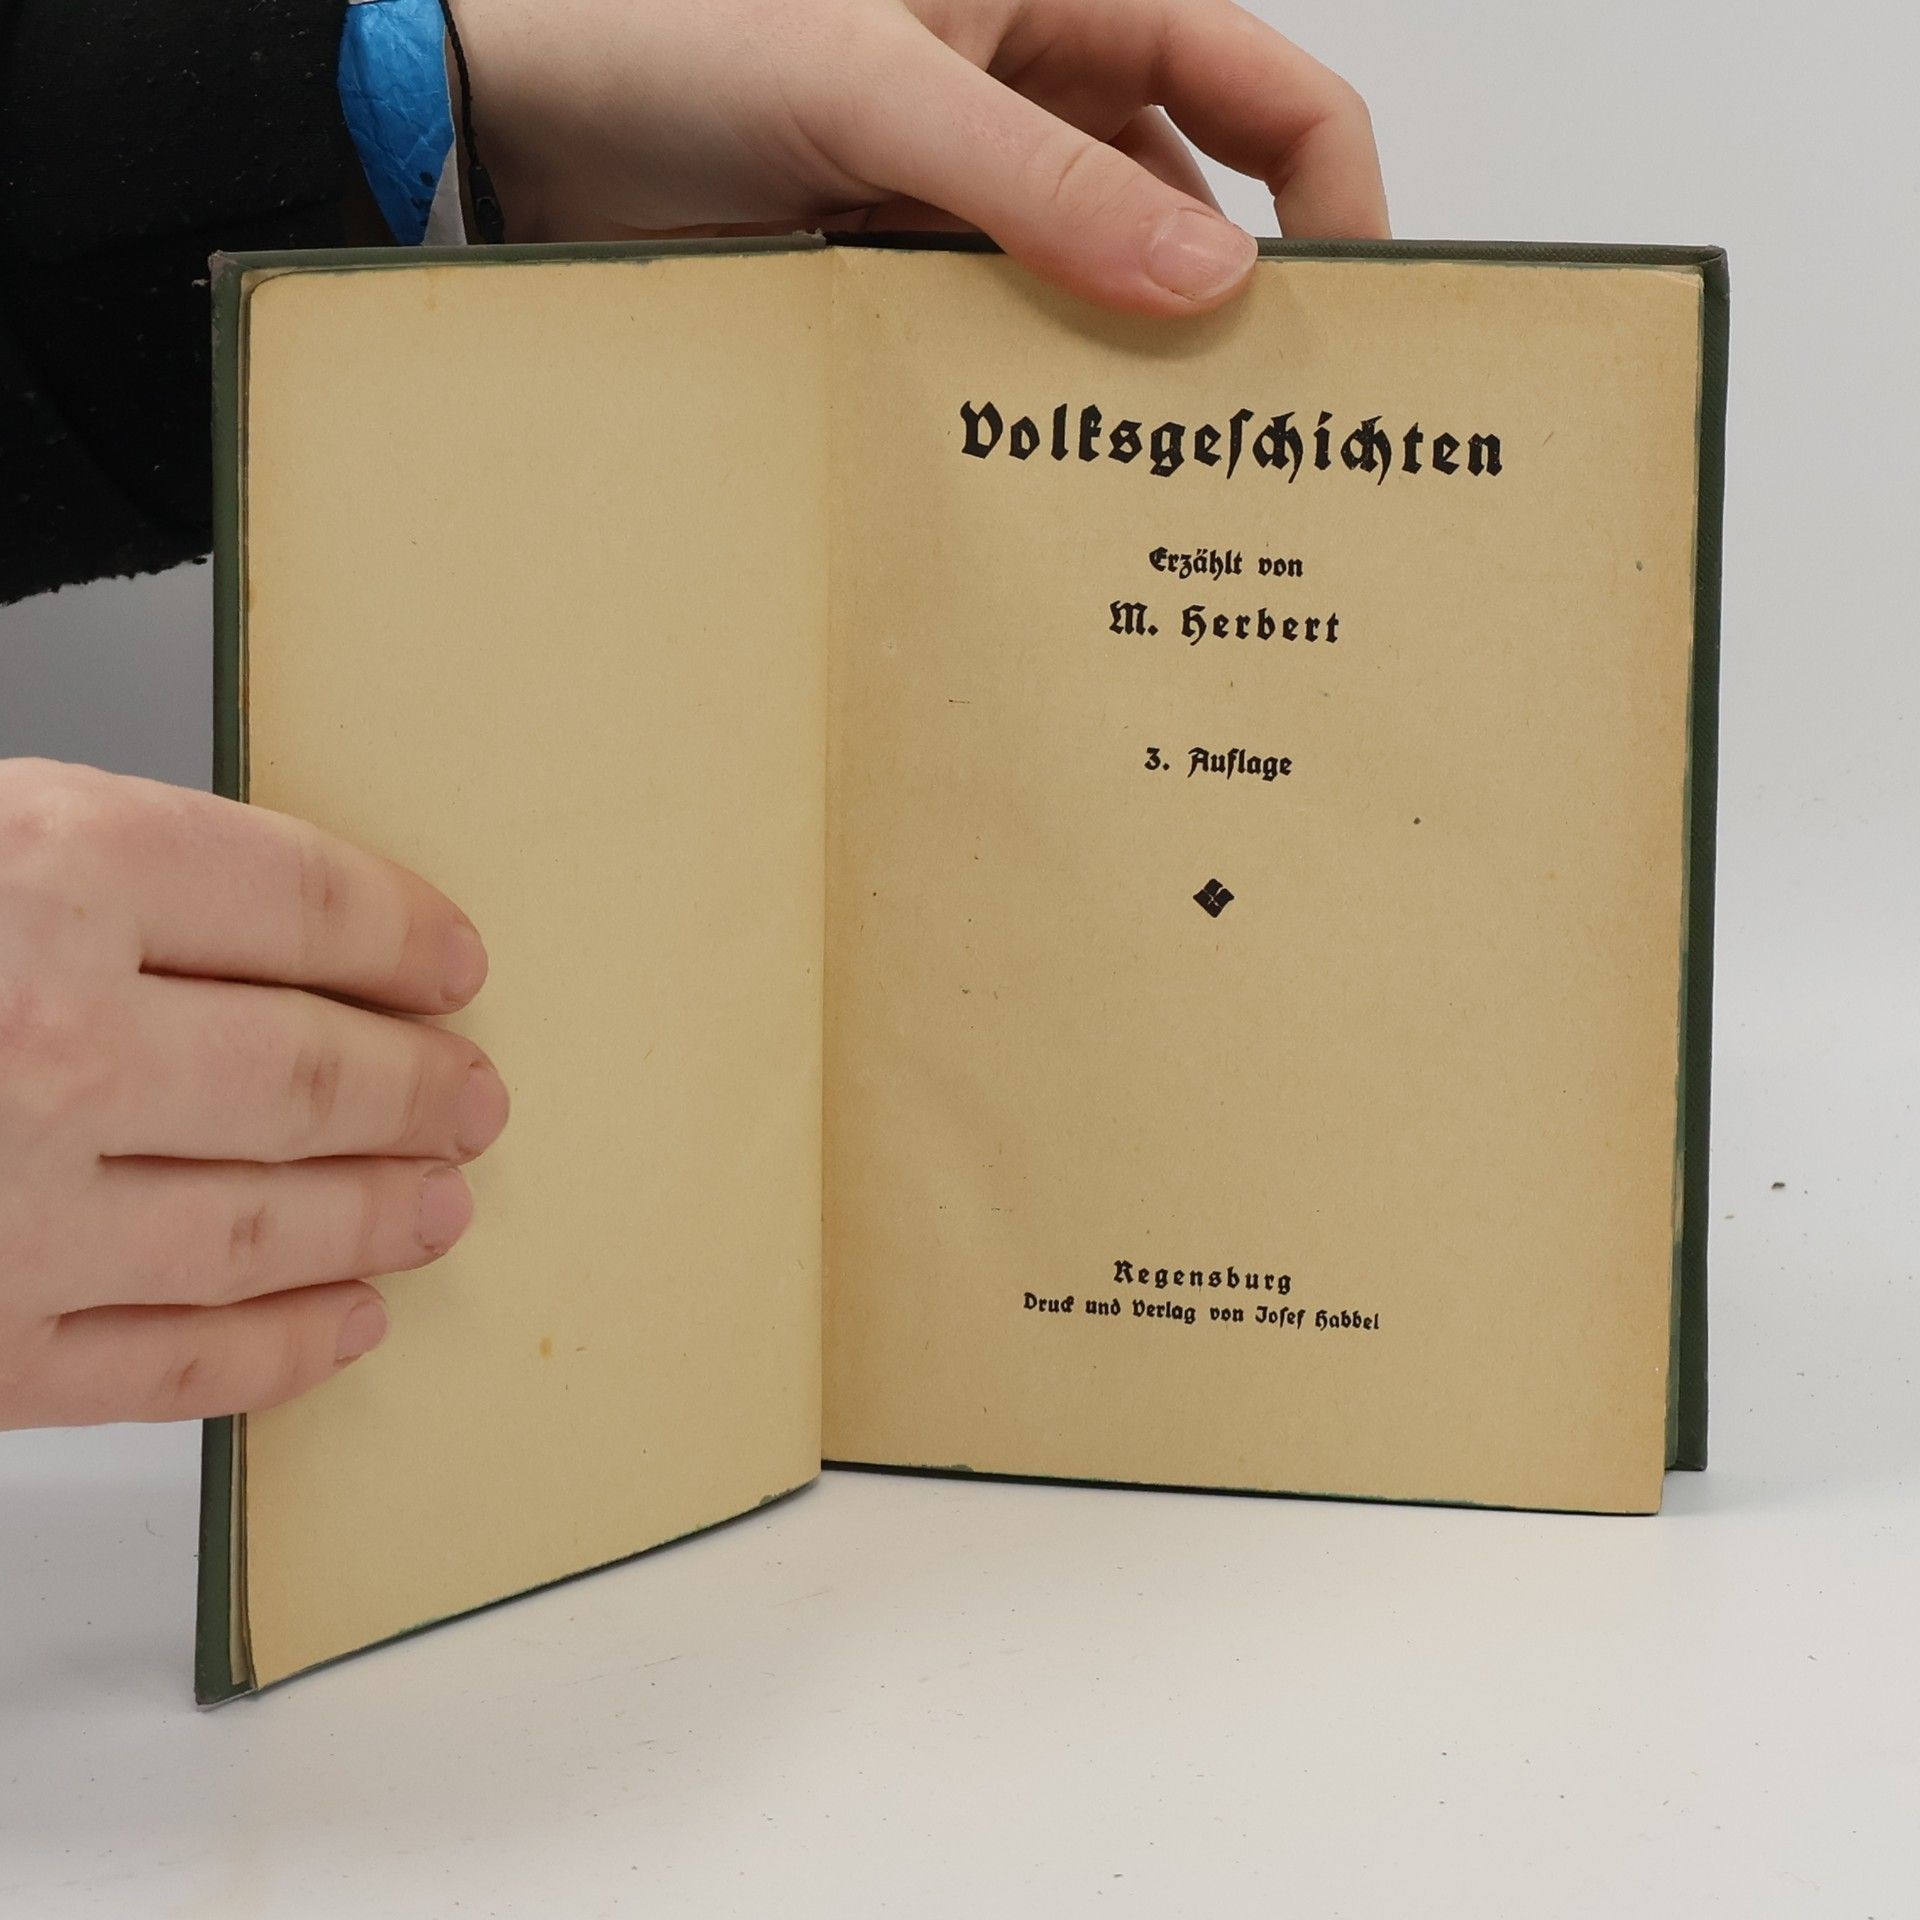 Volksgeſchichten
Erzählt von
M. Herbert
3. Auflage
Regensburg
Druck und Verlag von Joſef Habbel